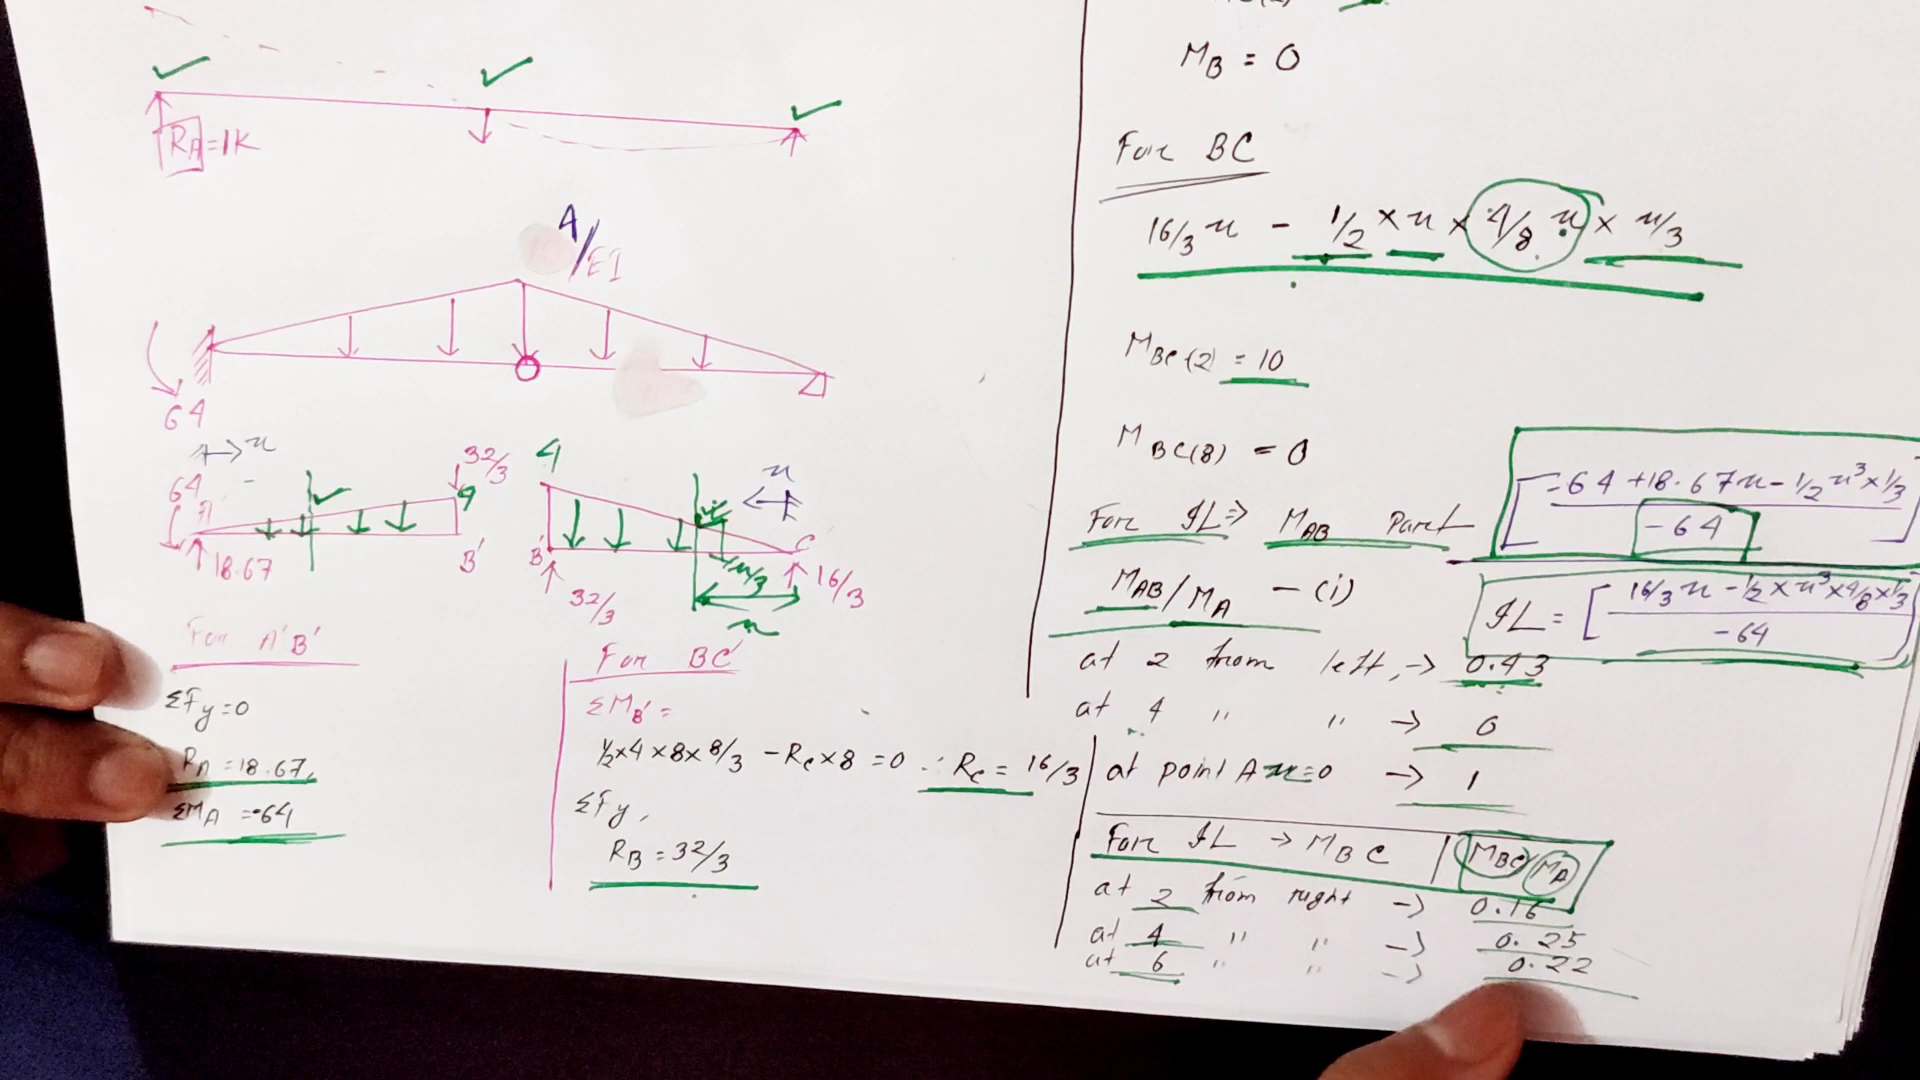 RA=1K
4/EI
64
x
64
A'
18.67
32/3
4
B'
4
B'
32/3
x
C'
x/3
16/3
x
For A'B'
ΣFy=0
RA=18.67,
ΣMA = -64
For BC'
ΣMB'=
1/2×4×8×8/3 - Rc×8=0 ∴ Rc = 16/3
ΣFy,
RB = 32/3
MB = 0
For BC
16/3 x - 1/2 × x × 4/8 x × x/3
MBC(2) = 10
MBC(8) = 0
For IL ⇒ MAB Part
[-64+18.67x-1/2 x³×1/3 / -64]
MAB/MA - (i)
IL = [16/3 x - 1/2 × x³ × 4/8 × 1/3 / -64]
at 2 from left, → 0.43
at 4 " " → 0
at point A x=0 → 1
For IL → MBC | MBC/MA
at 2 from right → 0.16
at 4 " " → 0.25
at 6 " " → 0.22